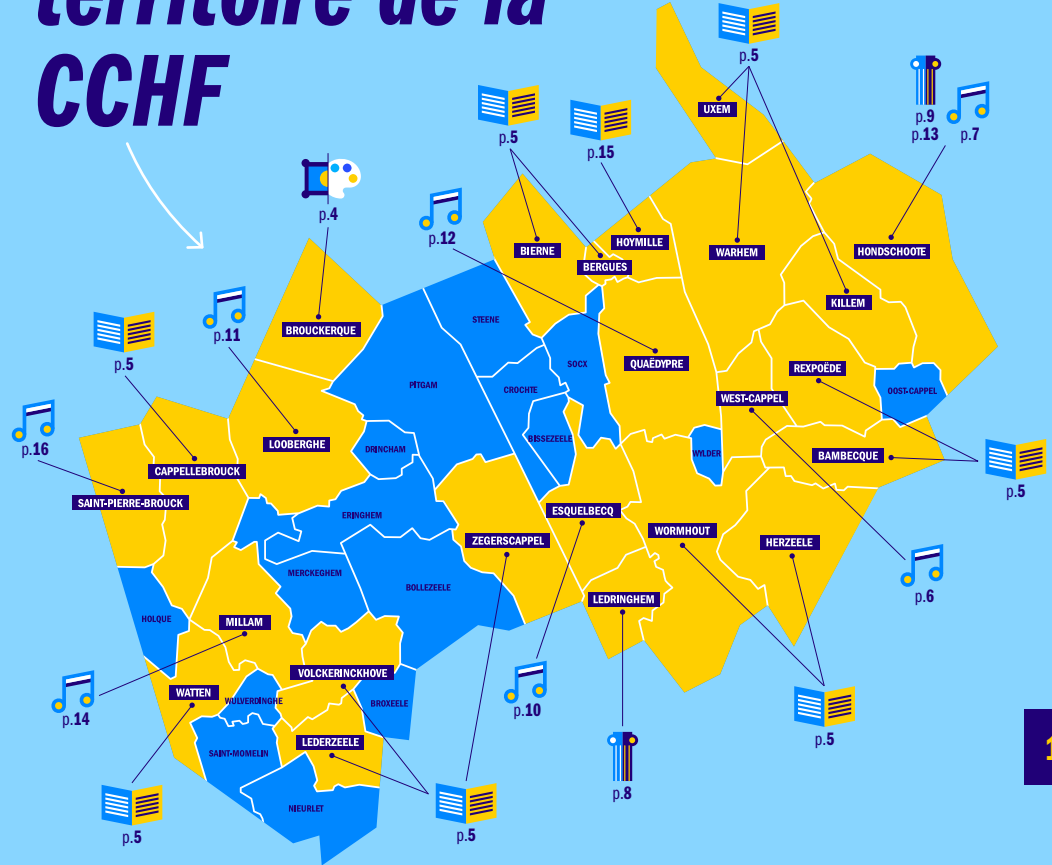 territoire de la
CCHF
p.5
UXEM
p.9
p.13
p.7
p.5
p.15
p.4
p.12
HOYMILLE
BIERNE
BERGUES
WARHEM
HONDSCHOOTE
KILLEM
STEENE
BROUCKERQUE
p.11
p.5
SOCX
QUAËDYPRE
REXPOËDE
PITGAM
CROCHTE
OOST-CAPPEL
WEST-CAPPEL
p.16
LOOBERGHE
BISSEZEELE
DRINCHAM
WYLDER
BAMBECQUE
CAPPELLEBROUCK
p.5
SAINT-PIERRE-BROUCK
ESQUELBECQ
ERINGHEM
WORMHOUT
ZEGERSCAPPEL
HERZEELE
MERCKEGHEM
BOLLEZEELE
p.6
LEDRINGHEM
HOLQUE
MILLAM
VOLCKERINCKHOVE
WATTEN
WULVERDINGHE
BROXEELE
p.14
p.10
LEDERZEELE
p.5
SAINT-MOMELIN
p.8
NIEURLET
p.5
p.5